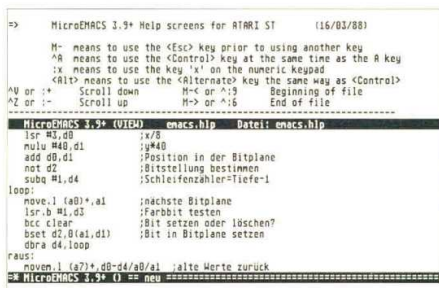 => MicroEMACS 3.9+ Help screens for ATARI ST (16/03/88)
M- means to use the <Esc> key prior to using another key
^A means to use the <Control> key at the same time as the A key
:x means to use the key 'x' on the numeric keypad
<Alt> means to use the <Alternate> key the same way as <Control>
^V or :+ Scroll down M-< or ^:9 Beginning of file
^Z or :- Scroll up M-> or ^:6 End of file
-------------------------------------------------------------------------------
MicroEMACS 3.9+ (VIEW) emacs.hlp Datei: emacs.hlp
lsr #3,d0 ;x/8
mulu #40,d1 ;y*40
add d0,d1 ;Position in der Bitplane
not d2 ;Bitstellung bestimmen
subq #1,d4 ;Schleifenzähler=Tiefe-1
loop:
move.l (a0)+,a1 ;nächste Bitplane
lsr.b #1,d3 ;Farbbit testen
bcc clear ;Bit setzen oder löschen?
bset d2,0(a1,d1) ;Bit in Bitplane setzen
dbra d4,loop
raus:
movem.l (a7)+,d0-d4/a0/a1 ;alte Werte zurück
=* MicroEMACS 3.9+ () == neu ==================================================